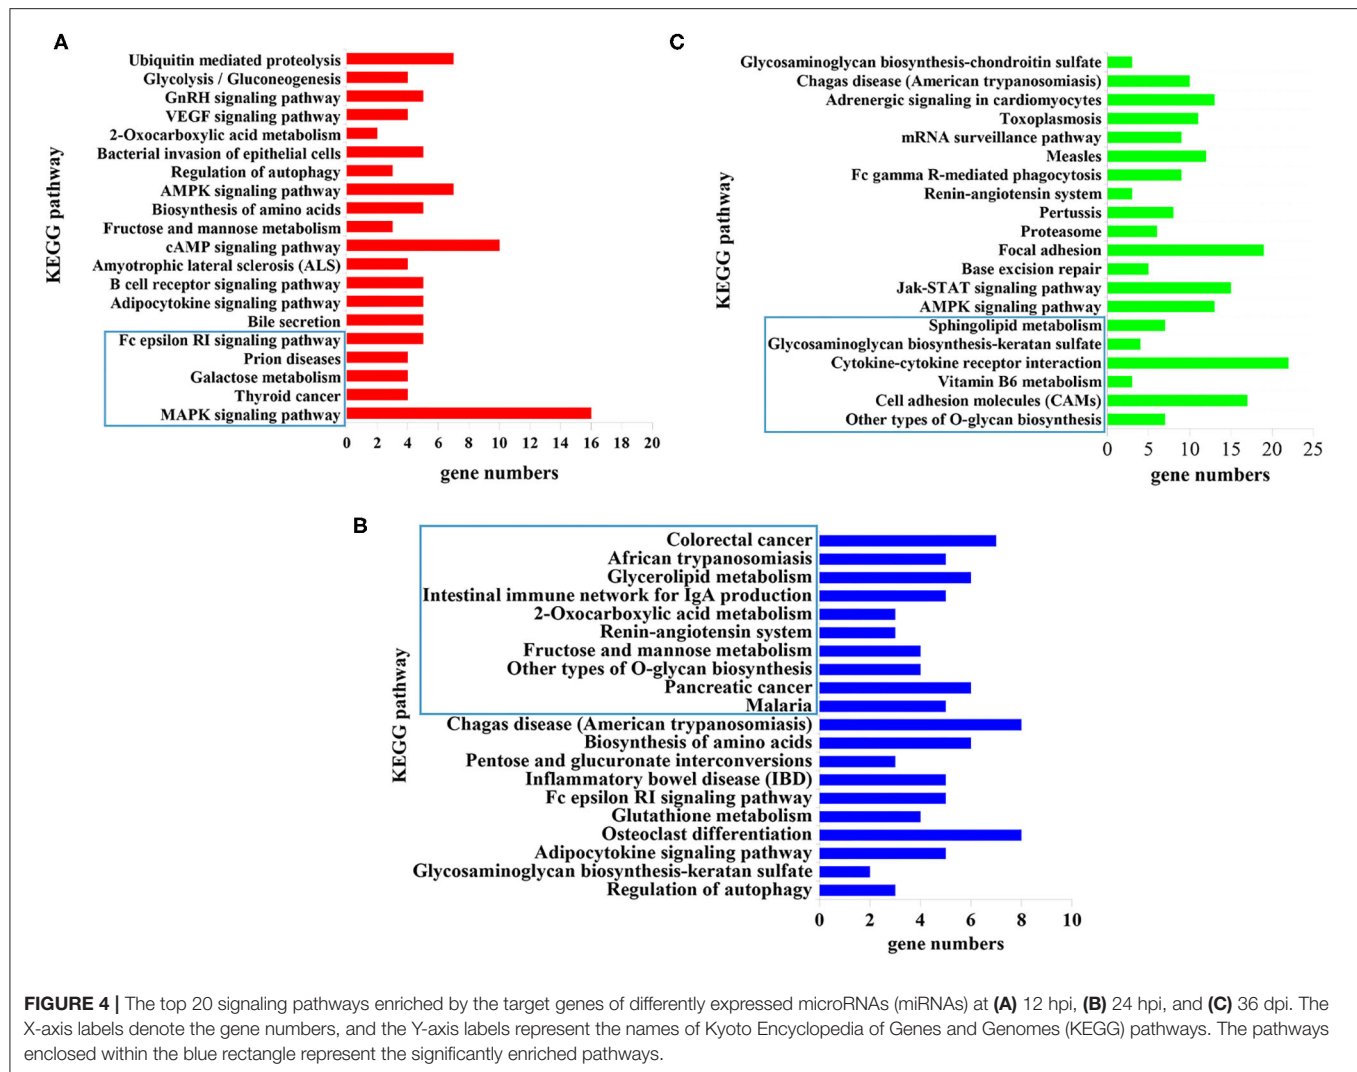 A
KEGG pathway
Ubiquitin mediated proteolysis
Glycolysis / Gluconeogenesis
GnRH signaling pathway
VEGF signaling pathway
2-Oxocarboxylic acid metabolism
Bacterial invasion of epithelial cells
Regulation of autophagy
AMPK signaling pathway
Biosynthesis of amino acids
Fructose and mannose metabolism
cAMP signaling pathway
Amyotrophic lateral sclerosis (ALS)
B cell receptor signaling pathway
Adipocytokine signaling pathway
Bile secretion
Fc epsilon RI signaling pathway
Prion diseases
Galactose metabolism
Thyroid cancer
MAPK signaling pathway
0 2 4 6 8 10 12 14 16 18 20
gene numbers
C
KEGG pathway
Glycosaminoglycan biosynthesis-chondroitin sulfate
Chagas disease (American trypanosomiasis)
Adrenergic signaling in cardiomyocytes
Toxoplasmosis
mRNA surveillance pathway
Measles
Fc gamma R-mediated phagocytosis
Renin-angiotensin system
Pertussis
Proteasome
Focal adhesion
Base excision repair
Jak-STAT signaling pathway
AMPK signaling pathway
Sphingolipid metabolism
Glycosaminoglycan biosynthesis-keratan sulfate
Cytokine-cytokine receptor interaction
Vitamin B6 metabolism
Cell adhesion molecules (CAMs)
Other types of O-glycan biosynthesis
0 5 10 15 20 25
gene numbers
B
KEGG pathway
Colorectal cancer
African trypanosomiasis
Glycerolipid metabolism
Intestinal immune network for IgA production
2-Oxocarboxylic acid metabolism
Renin-angiotensin system
Fructose and mannose metabolism
Other types of O-glycan biosynthesis
Pancreatic cancer
Malaria
Chagas disease (American trypanosomiasis)
Biosynthesis of amino acids
Pentose and glucuronate interconversions
Inflammatory bowel disease (IBD)
Fc epsilon RI signaling pathway
Glutathione metabolism
Osteoclast differentiation
Adipocytokine signaling pathway
Glycosaminoglycan biosynthesis-keratan sulfate
Regulation of autophagy
0 2 4 6 8 10
gene numbers
FIGURE 4 | The top 20 signaling pathways enriched by the target genes of differently expressed microRNAs (miRNAs) at (A) 12 hpi, (B) 24 hpi, and (C) 36 dpi. The
X-axis labels denote the gene numbers, and the Y-axis labels represent the names of Kyoto Encyclopedia of Genes and Genomes (KEGG) pathways. The pathways
enclosed within the blue rectangle represent the significantly enriched pathways.